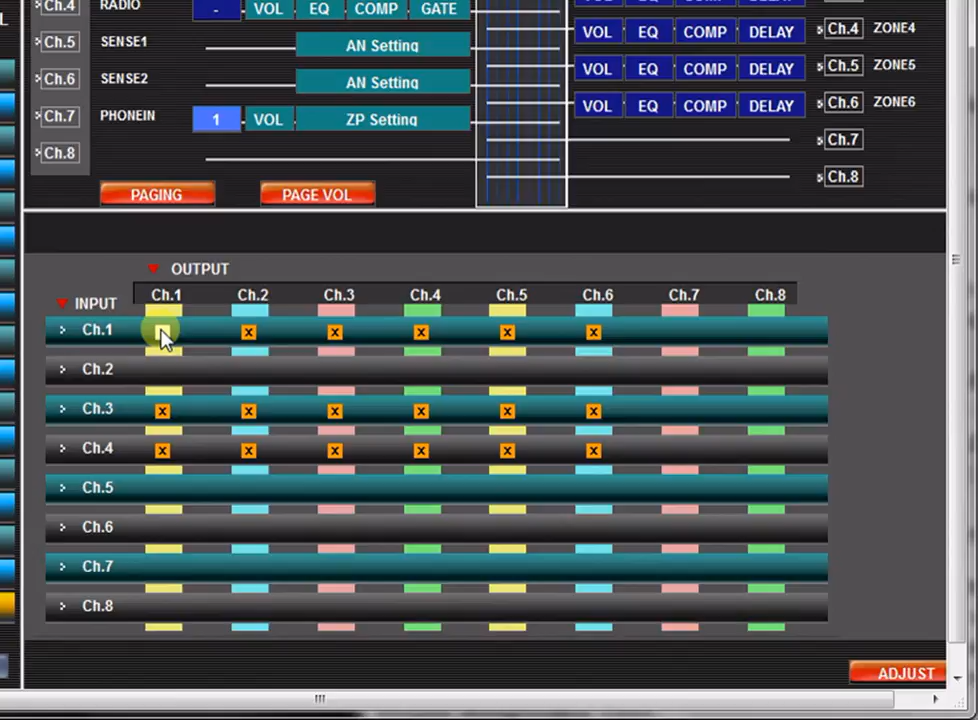 Ch.4 RADIO - VOL EQ COMP GATE
Ch.5 SENSE1 AN Setting VOL EQ COMP DELAY Ch.4 ZONE4
Ch.6 SENSE2 AN Setting VOL EQ COMP DELAY Ch.5 ZONE5
Ch.7 PHONEIN 1 VOL ZP Setting VOL EQ COMP DELAY Ch.6 ZONE6
Ch.8 Ch.7
Ch.8
PAGING PAGE VOL
OUTPUT
INPUT Ch.1 Ch.2 Ch.3 Ch.4 Ch.5 Ch.6 Ch.7 Ch.8
Ch.1 x x x x x
Ch.2
Ch.3 x x x x x x
Ch.4 x x x x x x
Ch.5
Ch.6
Ch.7
Ch.8
ADJUST